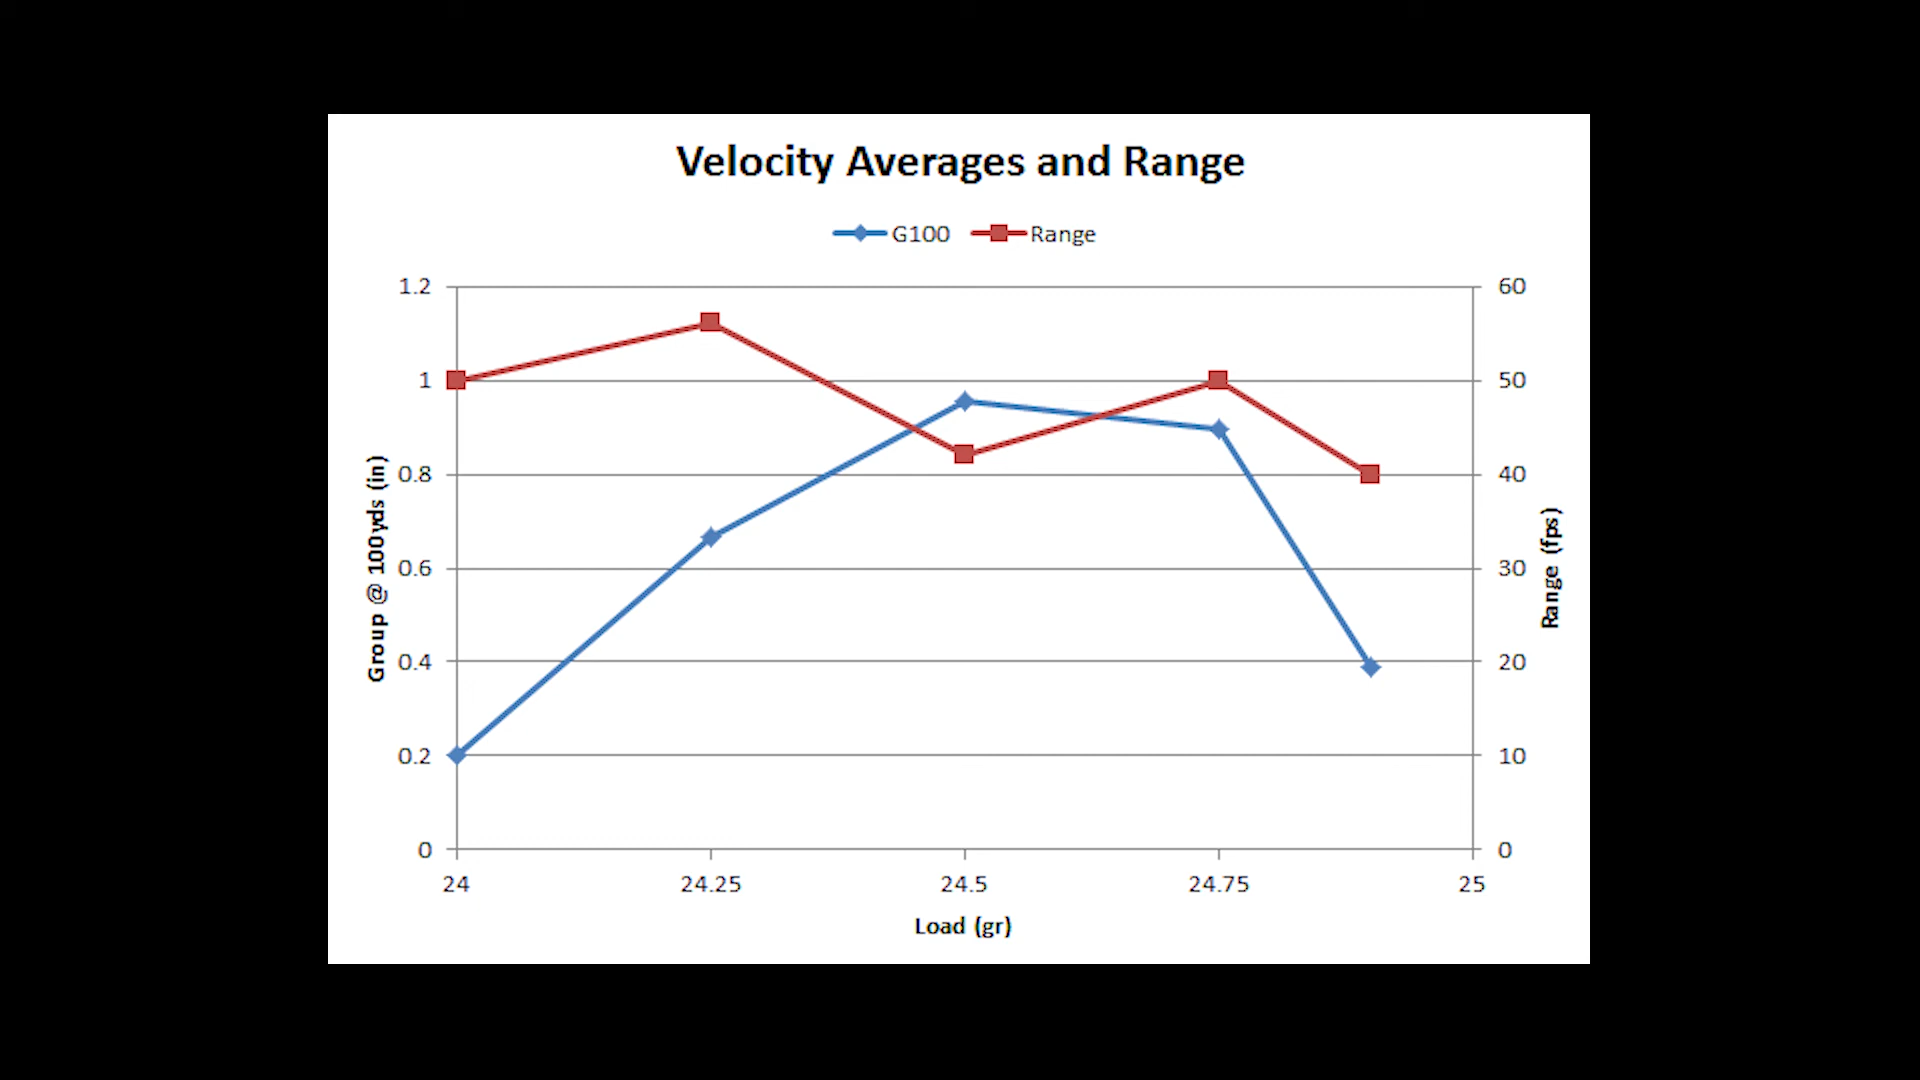 Velocity Averages and Range
G100 Range
1.2
1
0.8
0.6
0.4
0.2
0
Group @ 100yds (in)
60
50
40
30
20
10
0
Range (fps)
24 24.25 24.5 24.75 25
Load (gr)